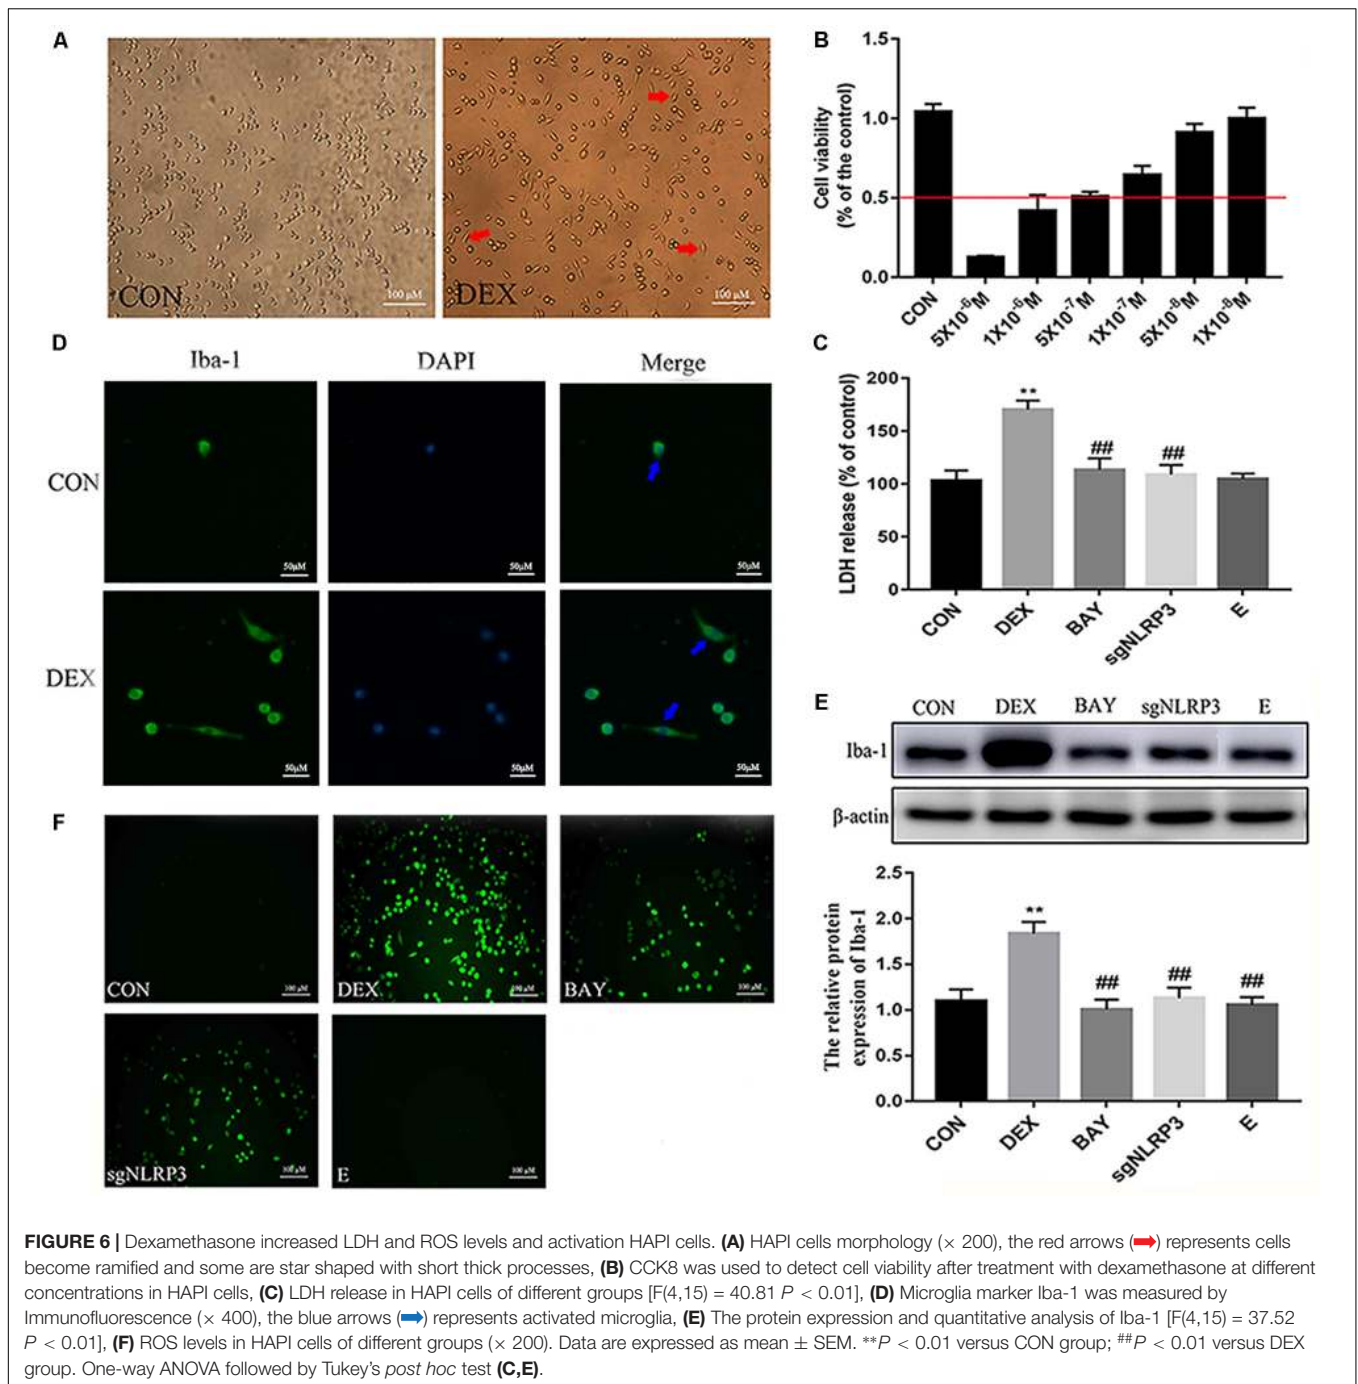 A
CON
100 μM
DEX
100 μM
B
Cell viability
(% of the control)
1.5
1.0
0.5
0.0
CON
5X10-6M
1X10-6M
5X10-7M
1X10-7M
5X10-8M
1X10-8M
C
LDH release (% of control)
200
150
100
50
0
**
##
##
CON
DEX
BAY
sgNLRP3
E
D
Iba-1
DAPI
Merge
CON
50μM
50μM
50μM
DEX
50μM
50μM
50μM
E
CON
DEX
BAY
sgNLRP3
E
Iba-1
β-actin
The relative protein
expression of Iba-1
2.5
2.0
1.5
1.0
0.5
0.0
**
##
##
##
CON
DEX
BAY
sgNLRP3
E
F
CON
100 μM
DEX
100 μM
BAY
100 μM
sgNLRP3
100 μM
E
100 μM
FIGURE 6 | Dexamethasone increased LDH and ROS levels and activation HAPI cells. (A) HAPI cells morphology (× 200), the red arrows (➡) represents cells
become ramified and some are star shaped with short thick processes, (B) CCK8 was used to detect cell viability after treatment with dexamethasone at different
concentrations in HAPI cells, (C) LDH release in HAPI cells of different groups [F(4,15) = 40.81 P < 0.01], (D) Microglia marker Iba-1 was measured by
Immunofluorescence (× 400), the blue arrows (➡) represents activated microglia, (E) The protein expression and quantitative analysis of Iba-1 [F(4,15) = 37.52
P < 0.01], (F) ROS levels in HAPI cells of different groups (× 200). Data are expressed as mean ± SEM. **P < 0.01 versus CON group; ##P < 0.01 versus DEX
group. One-way ANOVA followed by Tukey's post hoc test (C,E).